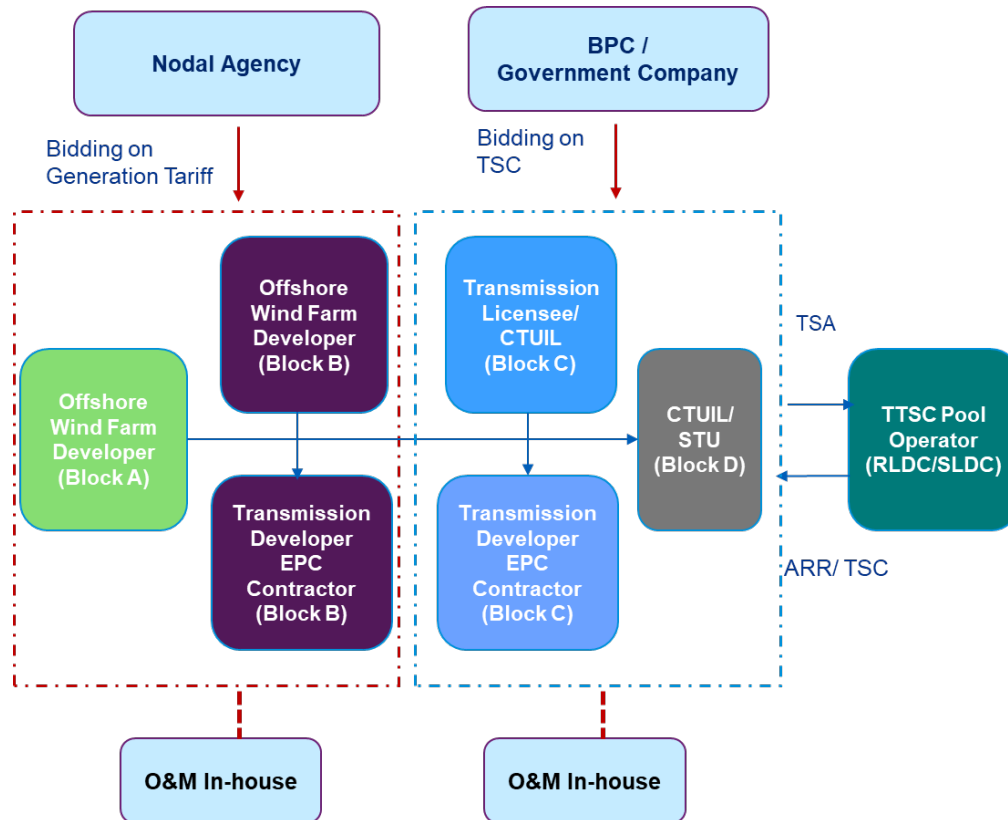 Nodal Agency
BPC /
Government Company
Bidding on
Generation Tariff
Bidding on
TSC
Offshore
Wind Farm
Developer
(Block A)
Offshore
Wind Farm
Developer
(Block B)
Transmission
Developer
EPC
Contractor
(Block B)
Transmission
Licensee/
CTUIL
(Block C)
Transmission
Developer
EPC
Contractor
(Block C)
CTUIL/
STU
(Block D)
TSA
TTSC Pool
Operator
(RLDC/SLDC)
ARR/ TSC
O&M In-house
O&M In-house